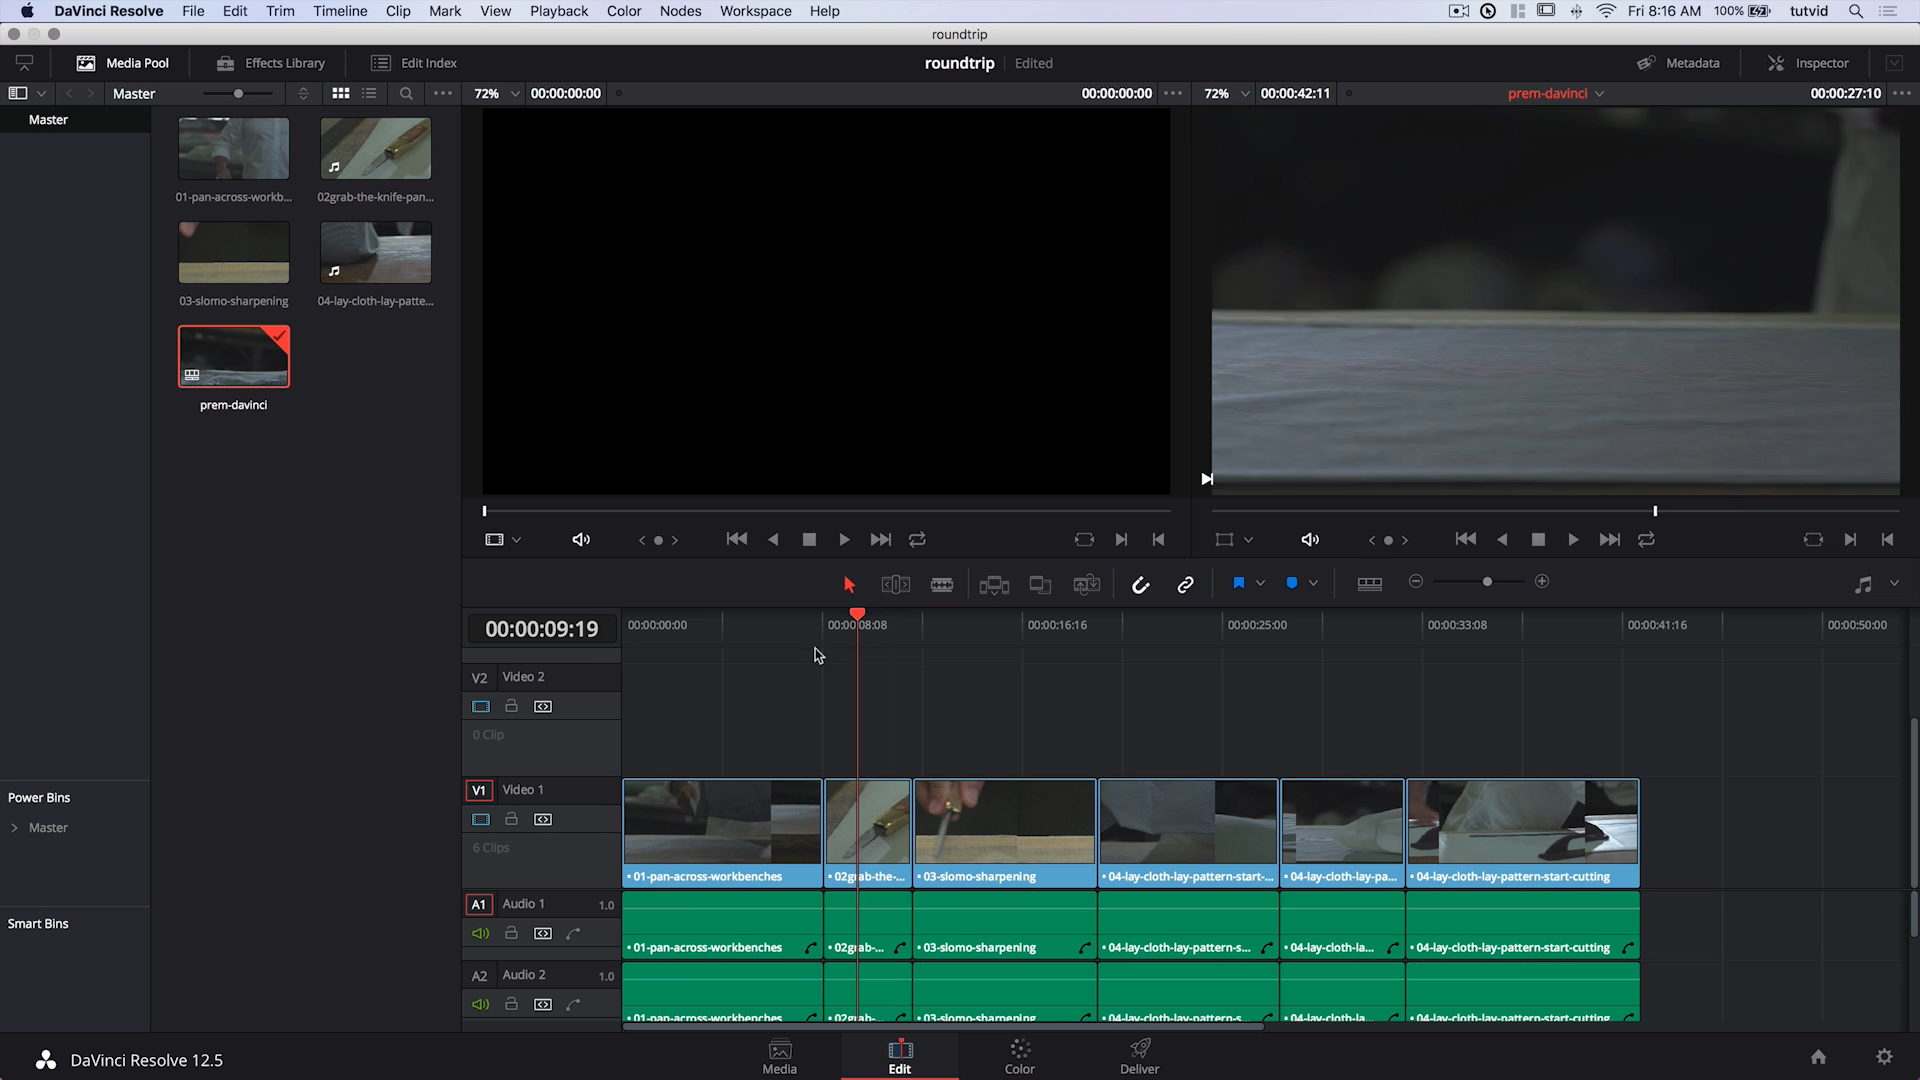 DaVinci Resolve File Edit Trim Timeline Clip Mark View Playback Color Nodes Workspace Help Fri 8:16 AM 100% tutvid
roundtrip
Media Pool Effects Library Edit Index roundtrip Edited Metadata Inspector
Master 72% 00:00:00:00 00:00:00:00 72% 00:00:42:11 prem-davinci 00:00:27:10
Master
01-pan-across-workb... 02grab-the-knife-pan...
03-slomo-sharpening 04-lay-cloth-lay-patte...
prem-davinci
00:00:09:19 00:00:00:00 00:00:08:08 00:00:16:16 00:00:25:00 00:00:33:08 00:00:41:16 00:00:50:00
V2 Video 2
0 Clip
Power Bins
Master
V1 Video 1
6 Clips
•01-pan-across-workbenches •02grab-the-... •03-slomo-sharpening •04-lay-cloth-lay-pattern-start-... •04-lay-cloth-lay-pa... •04-lay-cloth-lay-pattern-start-cutting
Smart Bins
A1 Audio 1 1.0
•01-pan-across-workbenches •02grab-... •03-slomo-sharpening •04-lay-cloth-lay-pattern-s... •04-lay-cloth-la... •04-lay-cloth-lay-pattern-start-cutting
A2 Audio 2 1.0
•01-pan-across-workbenches •02grab-... •03-slomo-sharpening •04-lay-cloth-lay-pattern-s... •04-lay-cloth-la... •04-lay-cloth-lay-pattern-start-cutting
DaVinci Resolve 12.5 Media Edit Color Deliver